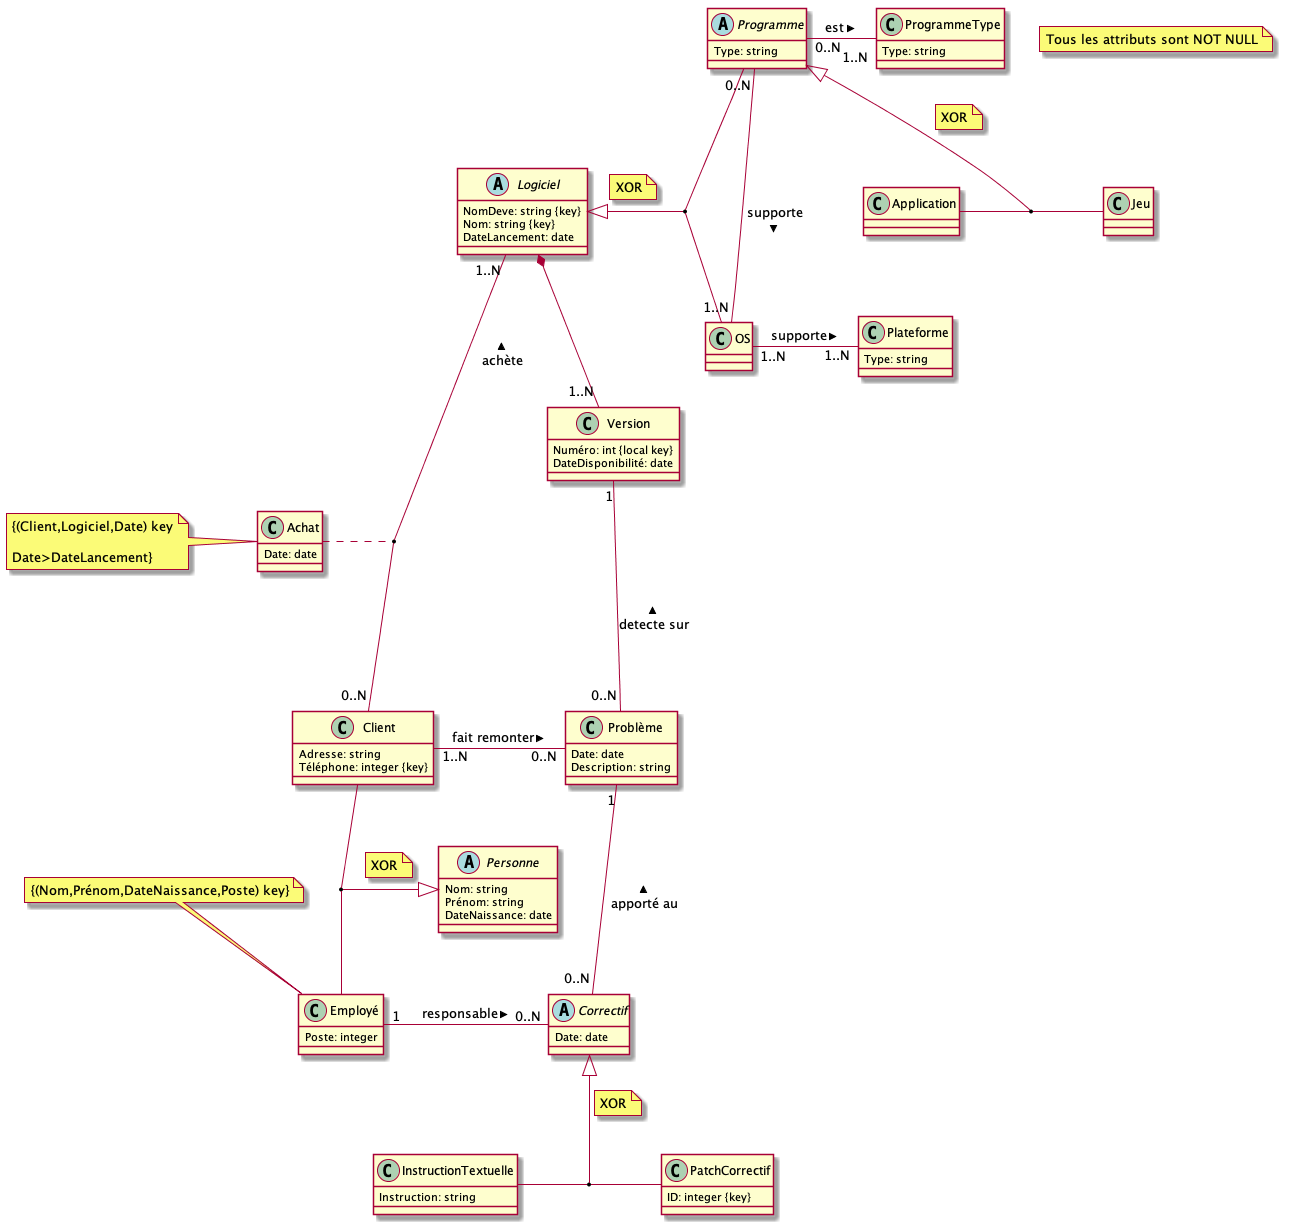 A Programme
Type: string
est ►
0..N
1..N
C ProgrammeType
Type: string
Tous les attributs sont NOT NULL
0..N
XOR
A Logiciel
NomDeve: string {key}
Nom: string {key}
DateLancement: date
XOR
supporte
▼
C Application
C Jeu
1..N
1..N
C OS
supporte ►
1..N
1..N
C Plateforme
Type: string
▲
achète
1..N
C Version
Numéro: int {local key}
DateDisponibilité: date
1
{(Client,Logiciel,Date) key
Date>DateLancement}
C Achat
Date: date
▲
detecte sur
0..N
0..N
C Client
Adresse: string
Téléphone: integer {key}
fait remonter ►
1..N
0..N
C Problème
Date: date
Description: string
1
XOR
A Personne
Nom: string
Prénom: string
DateNaissance: date
{(Nom,Prénom,DateNaissance,Poste) key}
▲
apporté au
0..N
C Employé
Poste: integer
1
responsable ►
0..N
A Correctif
Date: date
XOR
C InstructionTextuelle
Instruction: string
C PatchCorrectif
ID: integer {key}